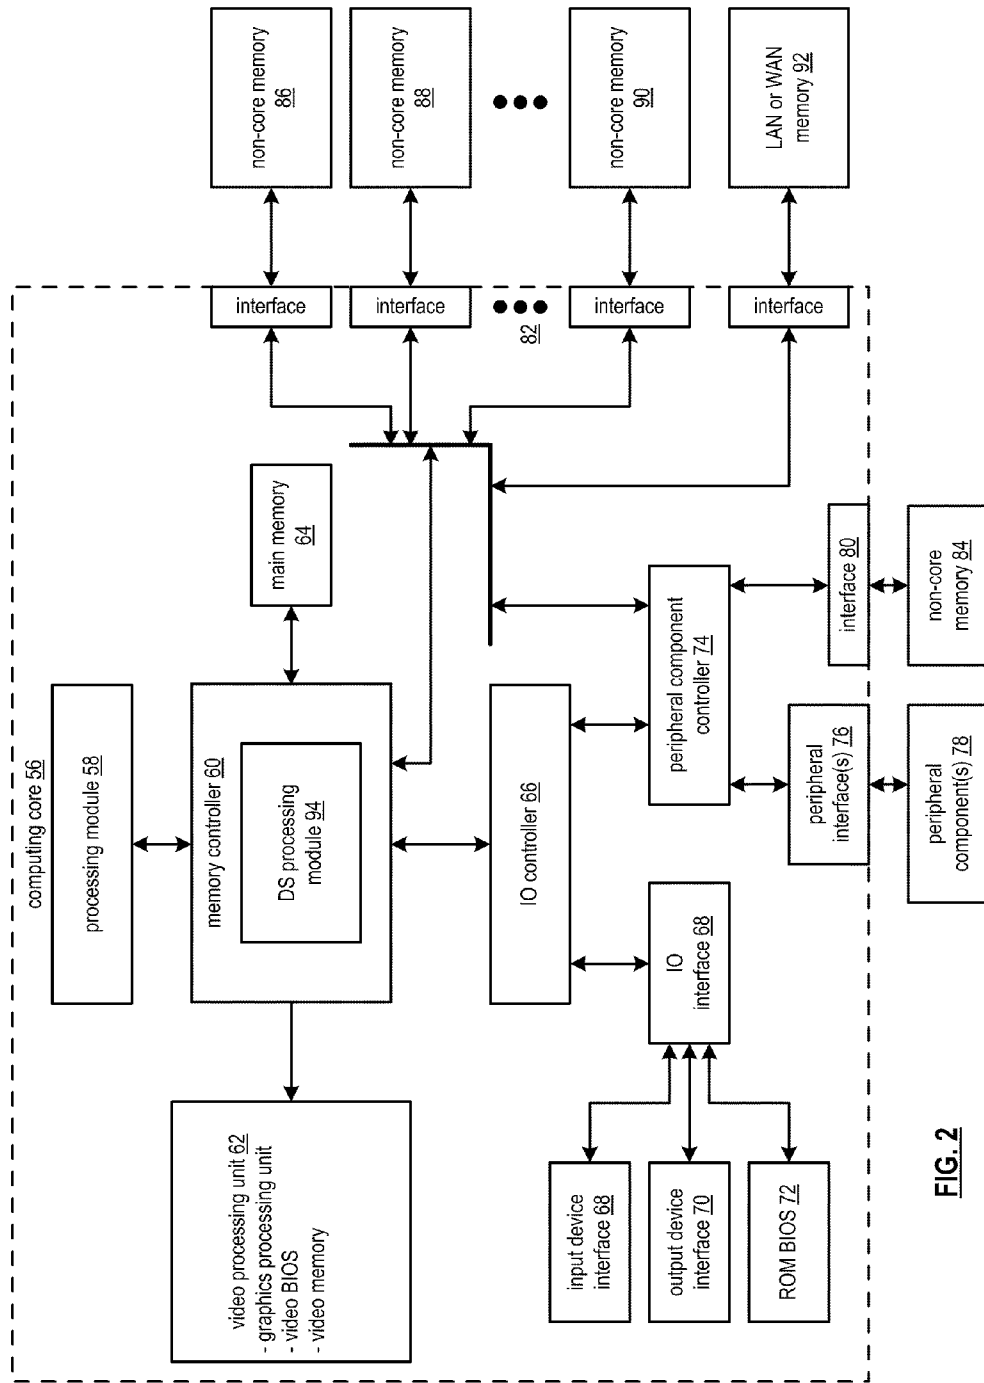 computing core 56
processing module 58
memory controller 60
DS processing
module 94
main memory
64
video processing unit 62
- graphics processing unit
- video BIOS
- video memory
IO controller 66
IO
interface 68
peripheral component
controller 74
input device
interface 68
output device
interface 70
ROM BIOS 72
peripheral
interface(s) 76
interface 80
peripheral
component(s) 78
non-core
memory 84
interface
interface
82
interface
interface
non-core memory
86
non-core memory
88
non-core memory
90
LAN or WAN
memory 92
FIG. 2